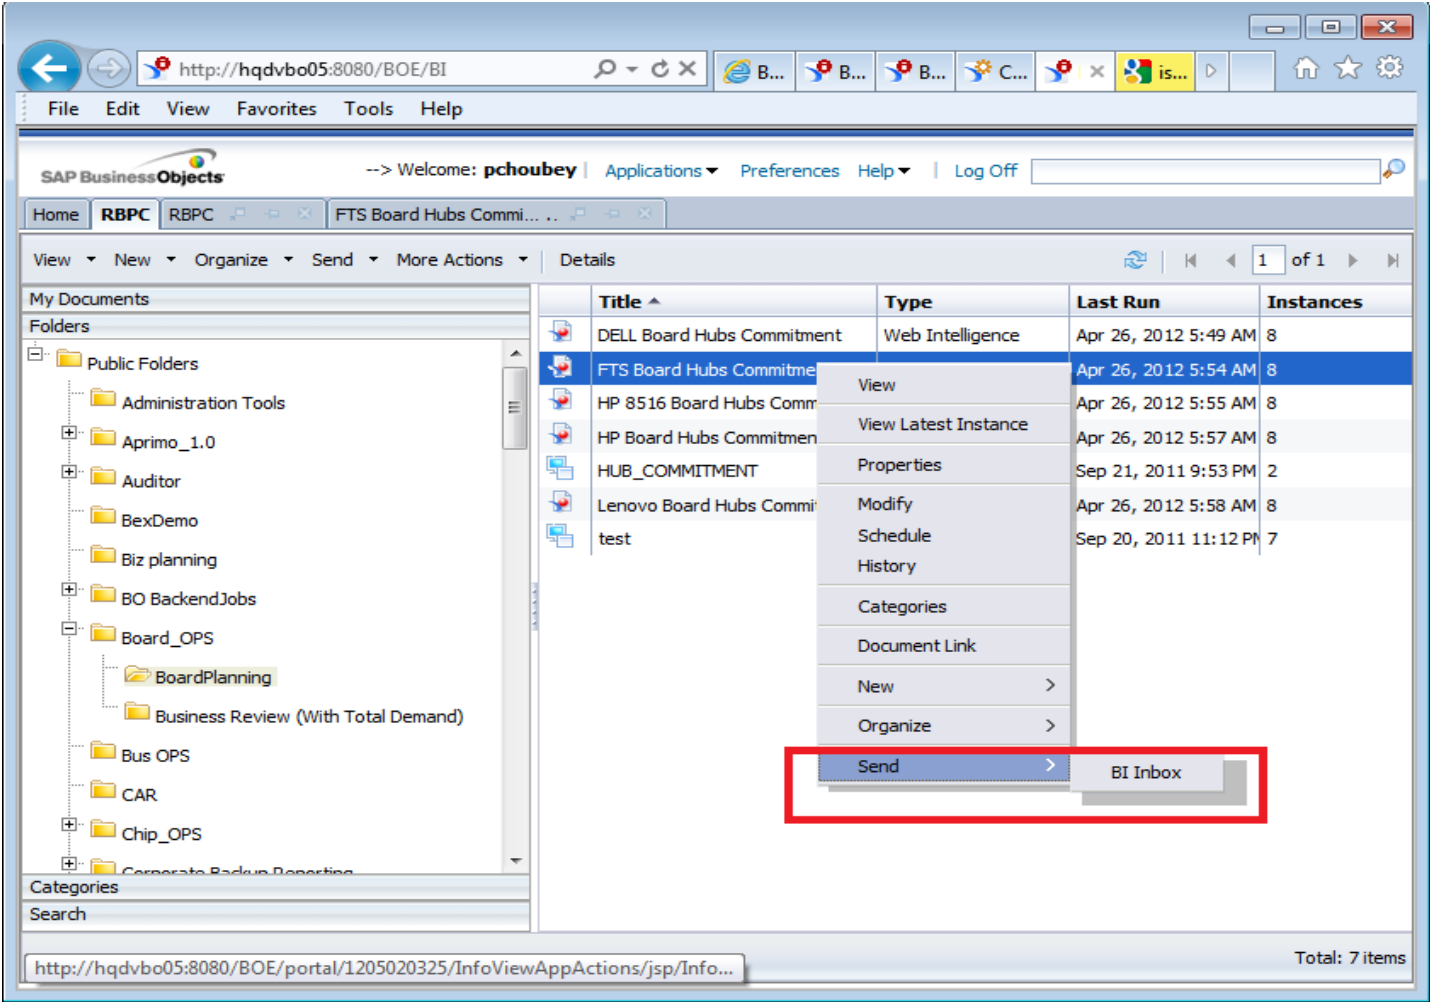 http://hqdvbo05:8080/BOE/BI
B...
B...
B...
C...
is...
File Edit View Favorites Tools Help
SAP BusinessObjects
--> Welcome: pchoubey | Applications Preferences Help | Log Off
Home RBPC RBPC FTS Board Hubs Commi... ..
View New Organize Send More Actions Details 1 of 1
My Documents
Folders
Public Folders
Administration Tools
Aprimo_1.0
Auditor
BexDemo
Biz planning
BO BackendJobs
Board_OPS
BoardPlanning
Business Review (With Total Demand)
Bus OPS
CAR
Chip_OPS
Corporate Backup Reporting
Categories
Search
Title Type Last Run Instances
DELL Board Hubs Commitment Web Intelligence Apr 26, 2012 5:49 AM 8
FTS Board Hubs Commitme Apr 26, 2012 5:54 AM 8
HP 8516 Board Hubs Comm Apr 26, 2012 5:55 AM 8
HP Board Hubs Commitmen Apr 26, 2012 5:57 AM 8
HUB_COMMITMENT Sep 21, 2011 9:53 PM 2
Lenovo Board Hubs Commi Apr 26, 2012 5:58 AM 8
test Sep 20, 2011 11:12 PM 7
View
View Latest Instance
Properties
Modify
Schedule
History
Categories
Document Link
New
Organize
Send
BI Inbox
http://hqdvbo05:8080/BOE/portal/1205020325/InfoViewAppActions/jsp/Info...
Total: 7 items